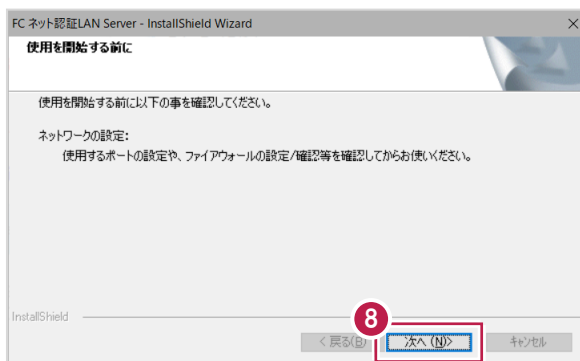 FC ネット認証LAN Server - InstallShield Wizard
使用を開始する前に
使用を開始する前に以下の事を確認してください。
ネットワークの設定:
使用するポートの設定や、ファイアウォールの設定/確認等を確認してからお使いください。
InstallShield
8
< 戻る(B)
次へ (N)>
キャンセル